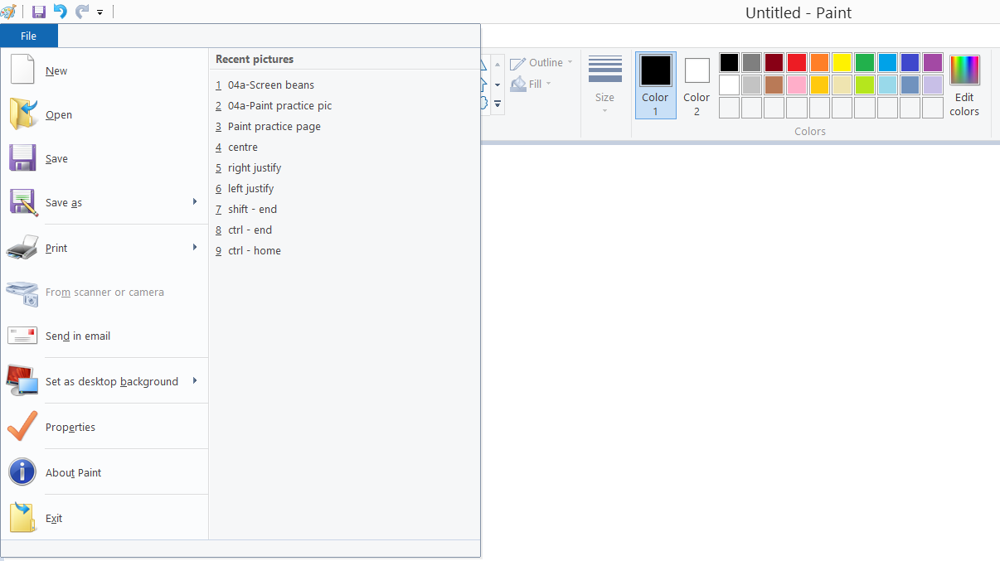 Untitled - Paint
File
New
Open
Save
Save as
Print
From scanner or camera
Send in email
Set as desktop background
Properties
About Paint
Exit
Recent pictures
1 04a-Screen beans
2 04a-Paint practice pic
3 Paint practice page
4 centre
5 right justify
6 left justify
7 shift - end
8 ctrl - end
9 ctrl - home
Outline
Fill
Size
Color
1
Color
2
Edit
colors
Colors